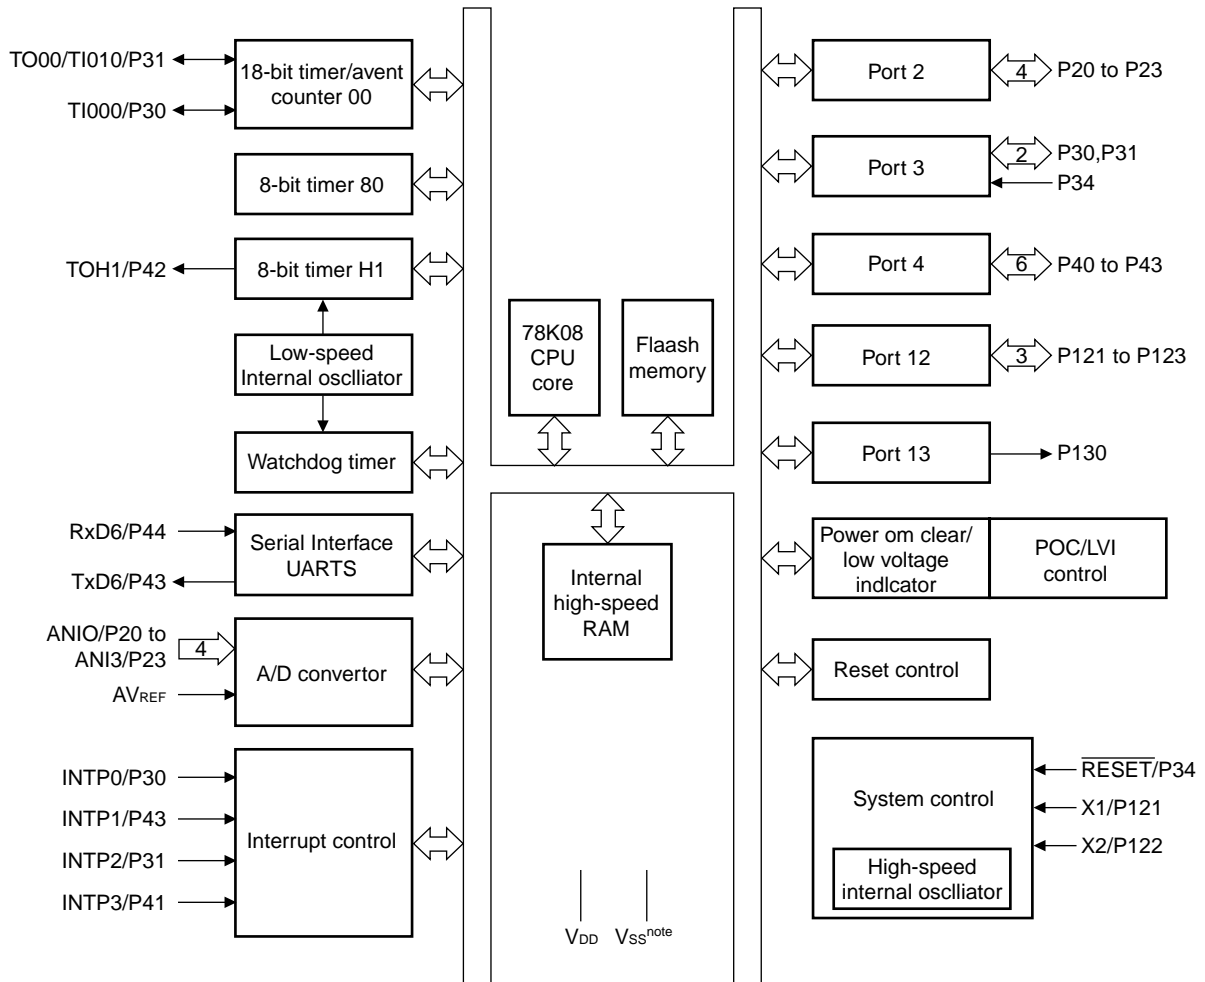 TO00/TI010/P31
TI000/P30
18-bit timer/avent
counter 00
8-bit timer 80
TOH1/P42
8-bit timer H1
Low-speed
Internal osclliator
Watchdog timer
RxD6/P44
TxD6/P43
Serial Interface
UARTS
ANIO/P20 to
ANI3/P23
4
AVREF
A/D convertor
INTP0/P30
INTP1/P43
INTP2/P31
INTP3/P41
Interrupt control
78K08
CPU
core
Flaash
memory
Internal
high-speed
RAM
VDD
VSSnote
Port 2
4
P20 to P23
Port 3
2
P30,P31
P34
Port 4
6
P40 to P43
Port 12
3
P121 to P123
Port 13
P130
Power om clear/
low voltage
indlcator
POC/LVI
control
Reset control
System control
RESET/P34
X1/P121
X2/P122
High-speed
internal osclliator